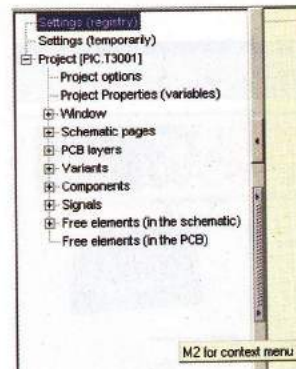 Settings (registry)
Settings (temporarily)
Project [PIC.T3001]
Project options
Project Properties (variables)
Window
Schematic pages
PCB layers
Variants
Components
Signals
Free elements (in the schematic)
Free elements (in the PCB)
M2 for context menu